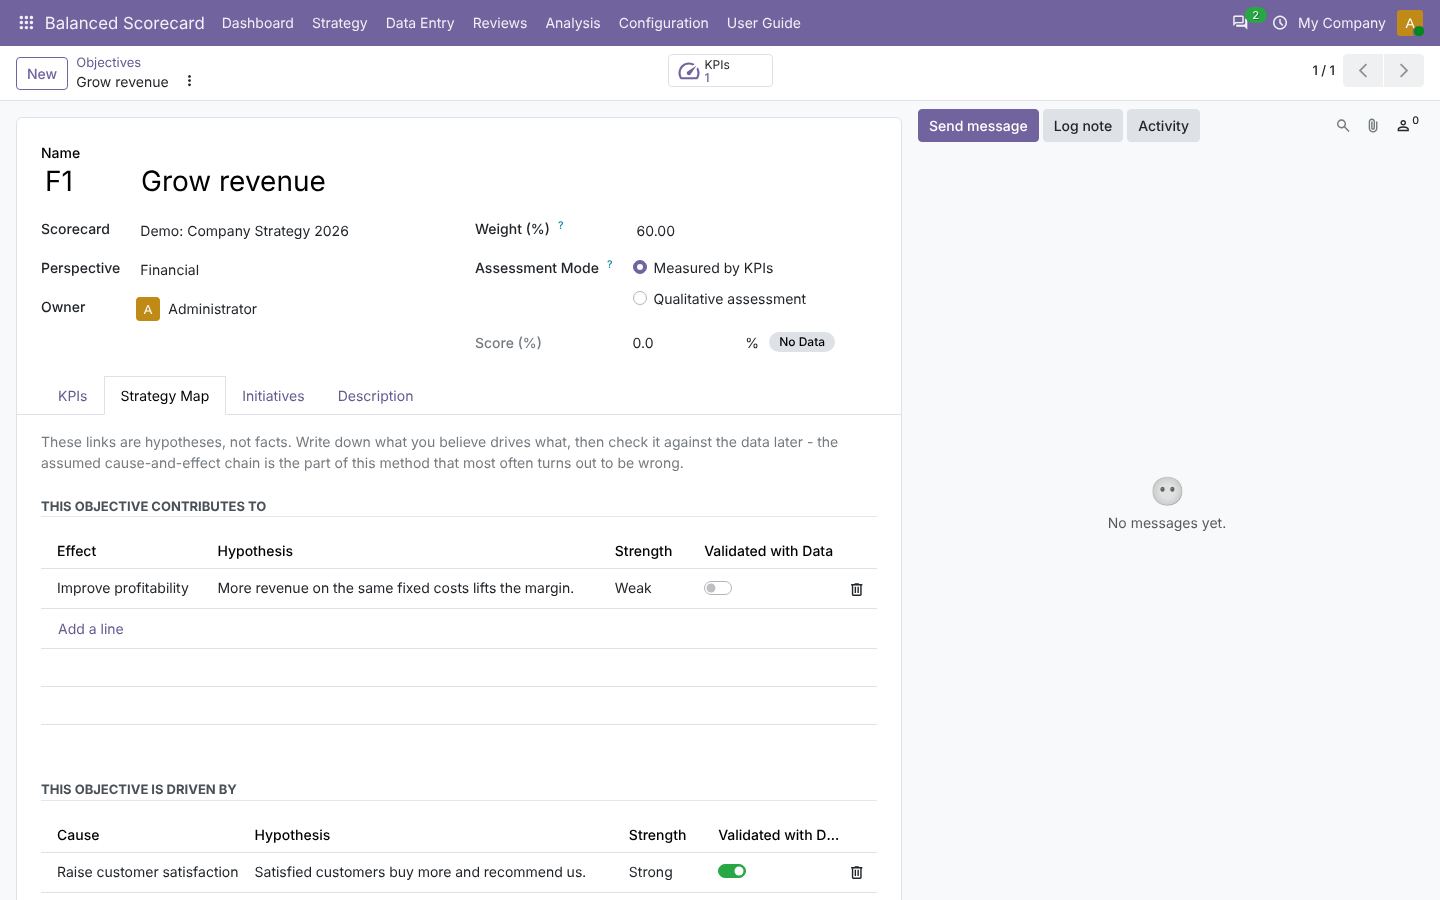 Balanced Scorecard Dashboard Strategy Data Entry Reviews Analysis Configuration User Guide 2 My Company A
New Objectives
Grow revenue
KPIs
1
1 / 1
Send message Log note Activity 0
Name
F1 Grow revenue
Scorecard Demo: Company Strategy 2026
Weight (%) ? 60.00
Perspective Financial
Assessment Mode ? Measured by KPIs
Qualitative assessment
Owner A Administrator
Score (%) 0.0 % No Data
KPIs Strategy Map Initiatives Description
These links are hypotheses, not facts. Write down what you believe drives what, then check it against the data later - the
assumed cause-and-effect chain is the part of this method that most often turns out to be wrong.
THIS OBJECTIVE CONTRIBUTES TO
Effect Hypothesis Strength Validated with Data
Improve profitability More revenue on the same fixed costs lifts the margin. Weak
Add a line
THIS OBJECTIVE IS DRIVEN BY
Cause Hypothesis Strength Validated with D...
Raise customer satisfaction Satisfied customers buy more and recommend us. Strong
No messages yet.